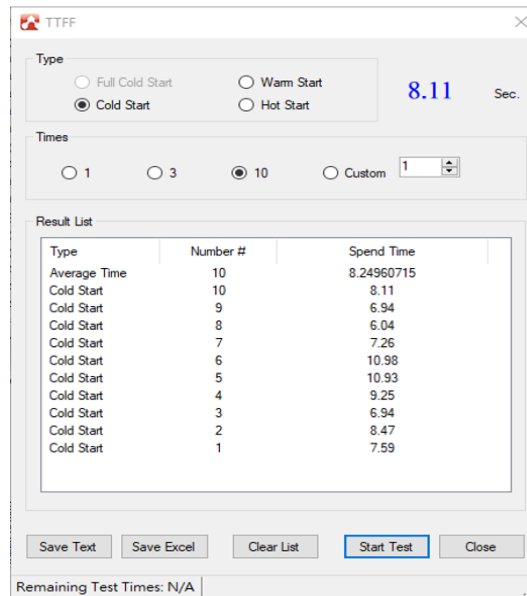 TTFF
Type
Full Cold Start Warm Start
Cold Start Hot Start
8.11 Sec.
Times
1 3 10 Custom 1
Result List
Type Number # Spend Time
Average Time 10 8.24960715
Cold Start 10 8.11
Cold Start 9 6.94
Cold Start 8 6.04
Cold Start 7 7.26
Cold Start 6 10.98
Cold Start 5 10.93
Cold Start 4 9.25
Cold Start 3 6.94
Cold Start 2 8.47
Cold Start 1 7.59
Save Text Save Excel Clear List Start Test Close
Remaining Test Times: N/A